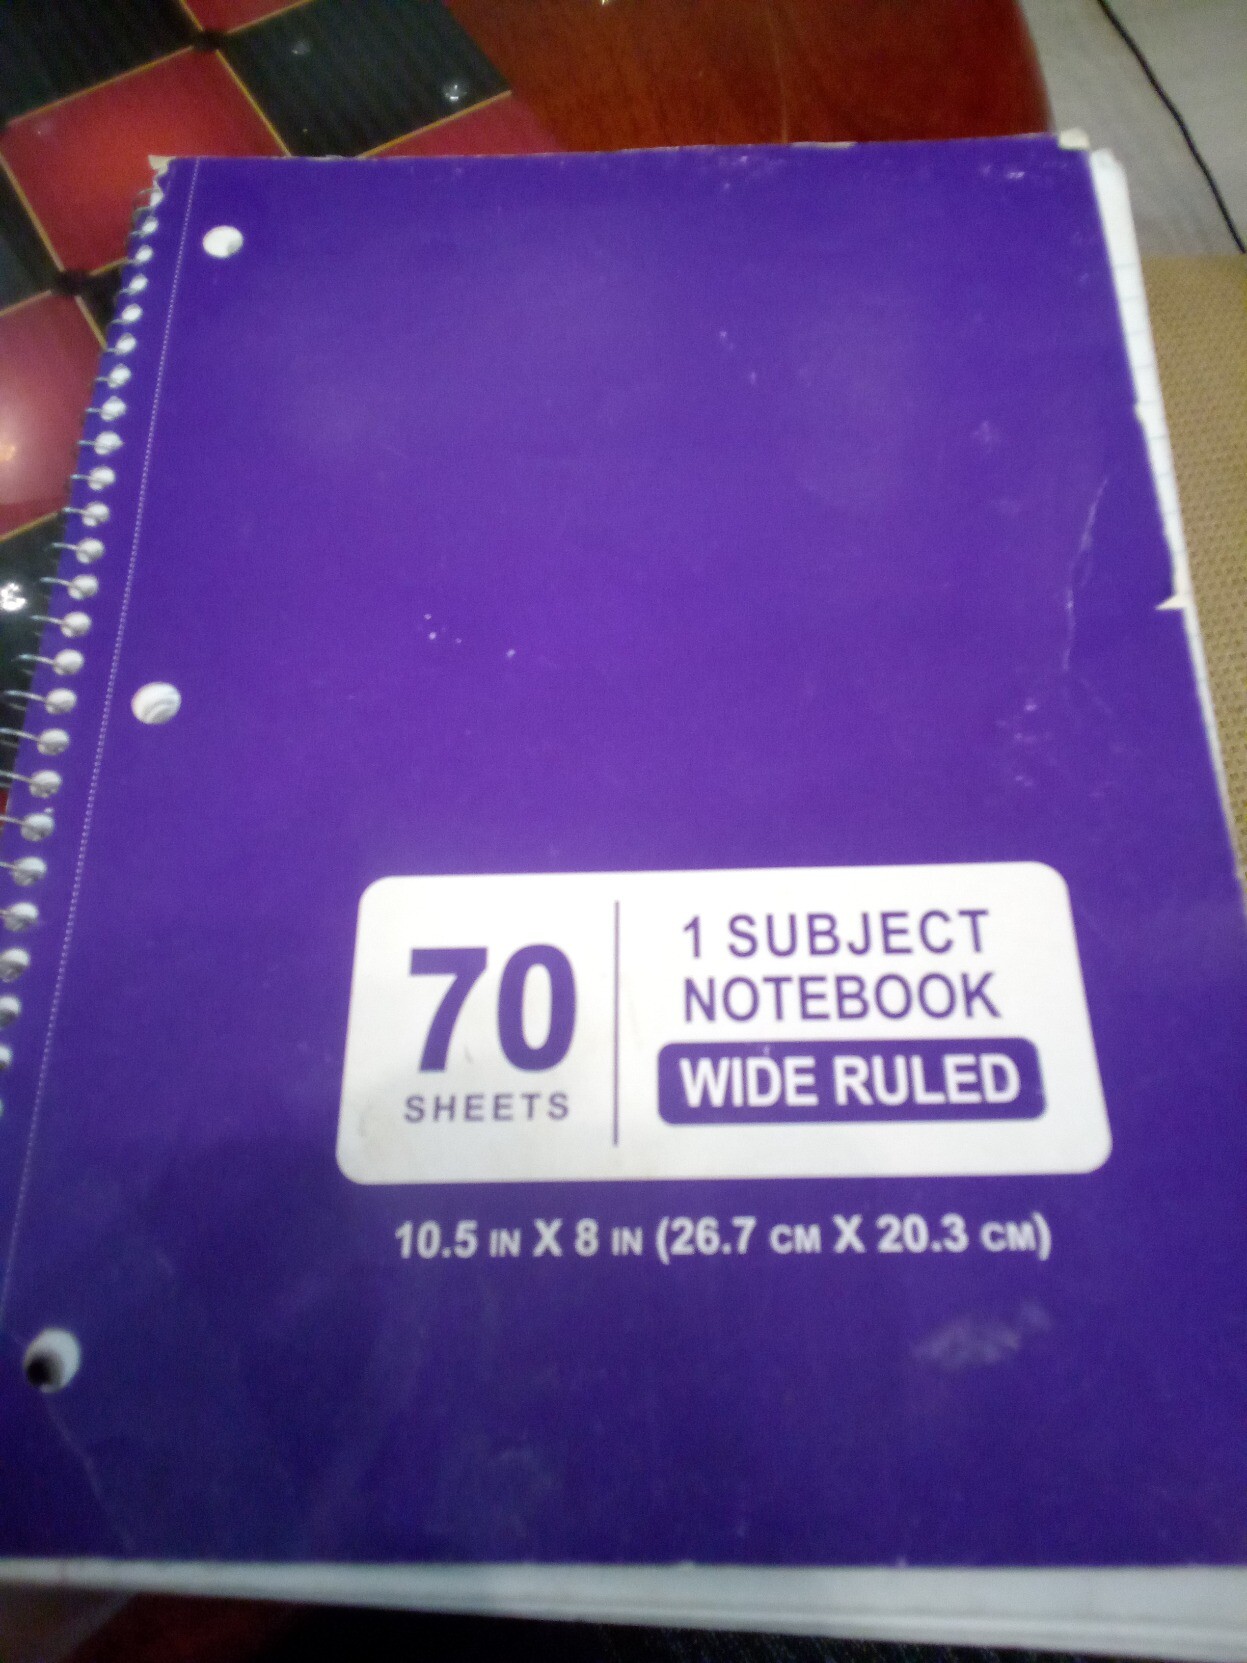 70
SHEETS
1 SUBJECT
NOTEBOOK
WIDE RULED
10.5 IN X 8 IN (26.7 CM X 20.3 CM)